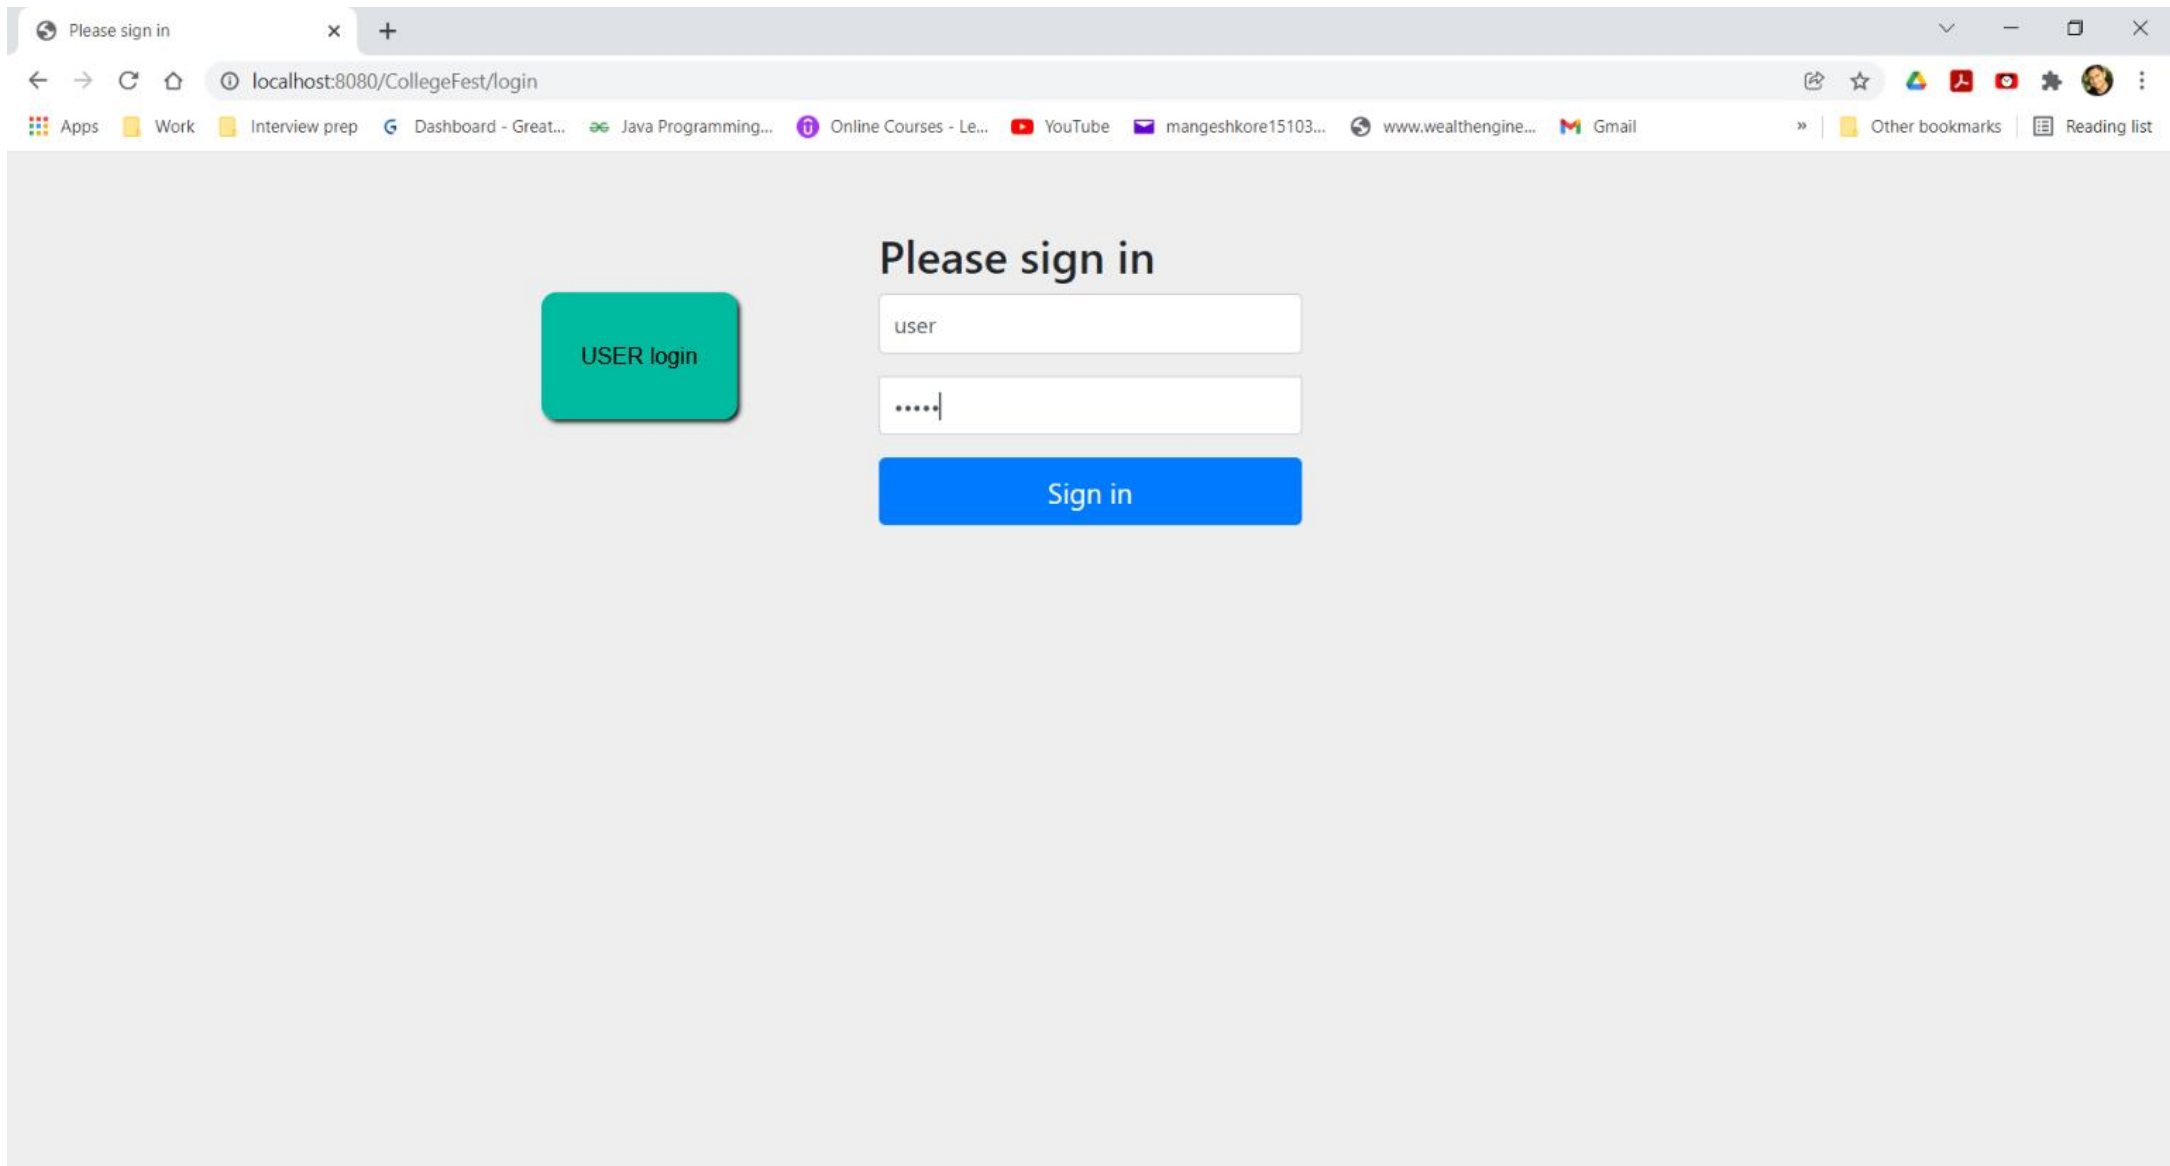 Please sign in
localhost:8080/CollegeFest/login
Apps Work Interview prep Dashboard - Great... Java Programming... Online Courses - Le... YouTube mangeshkore15103... www.wealthengine... Gmail » Other bookmarks Reading list
Please sign in
user
USER login
•••••
Sign in